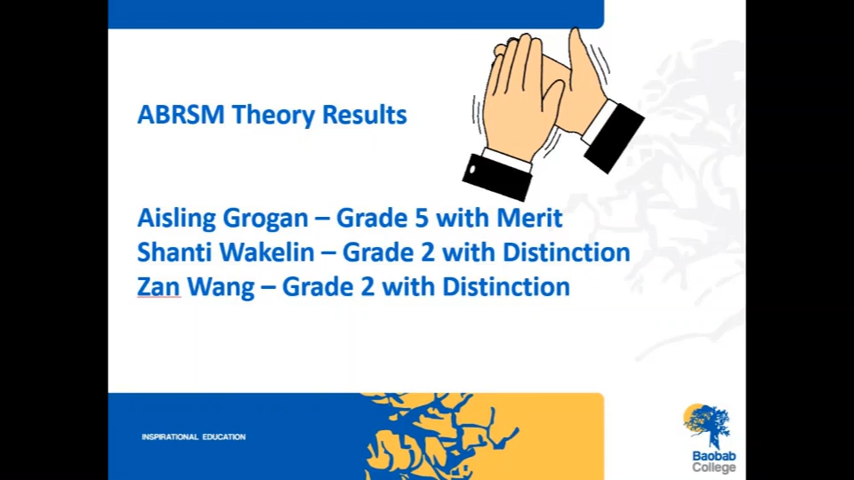 ABRSM Theory Results
Aisling Grogan – Grade 5 with Merit
Shanti Wakelin – Grade 2 with Distinction
Zan Wang – Grade 2 with Distinction
INSPIRATIONAL EDUCATION
Baobab
College